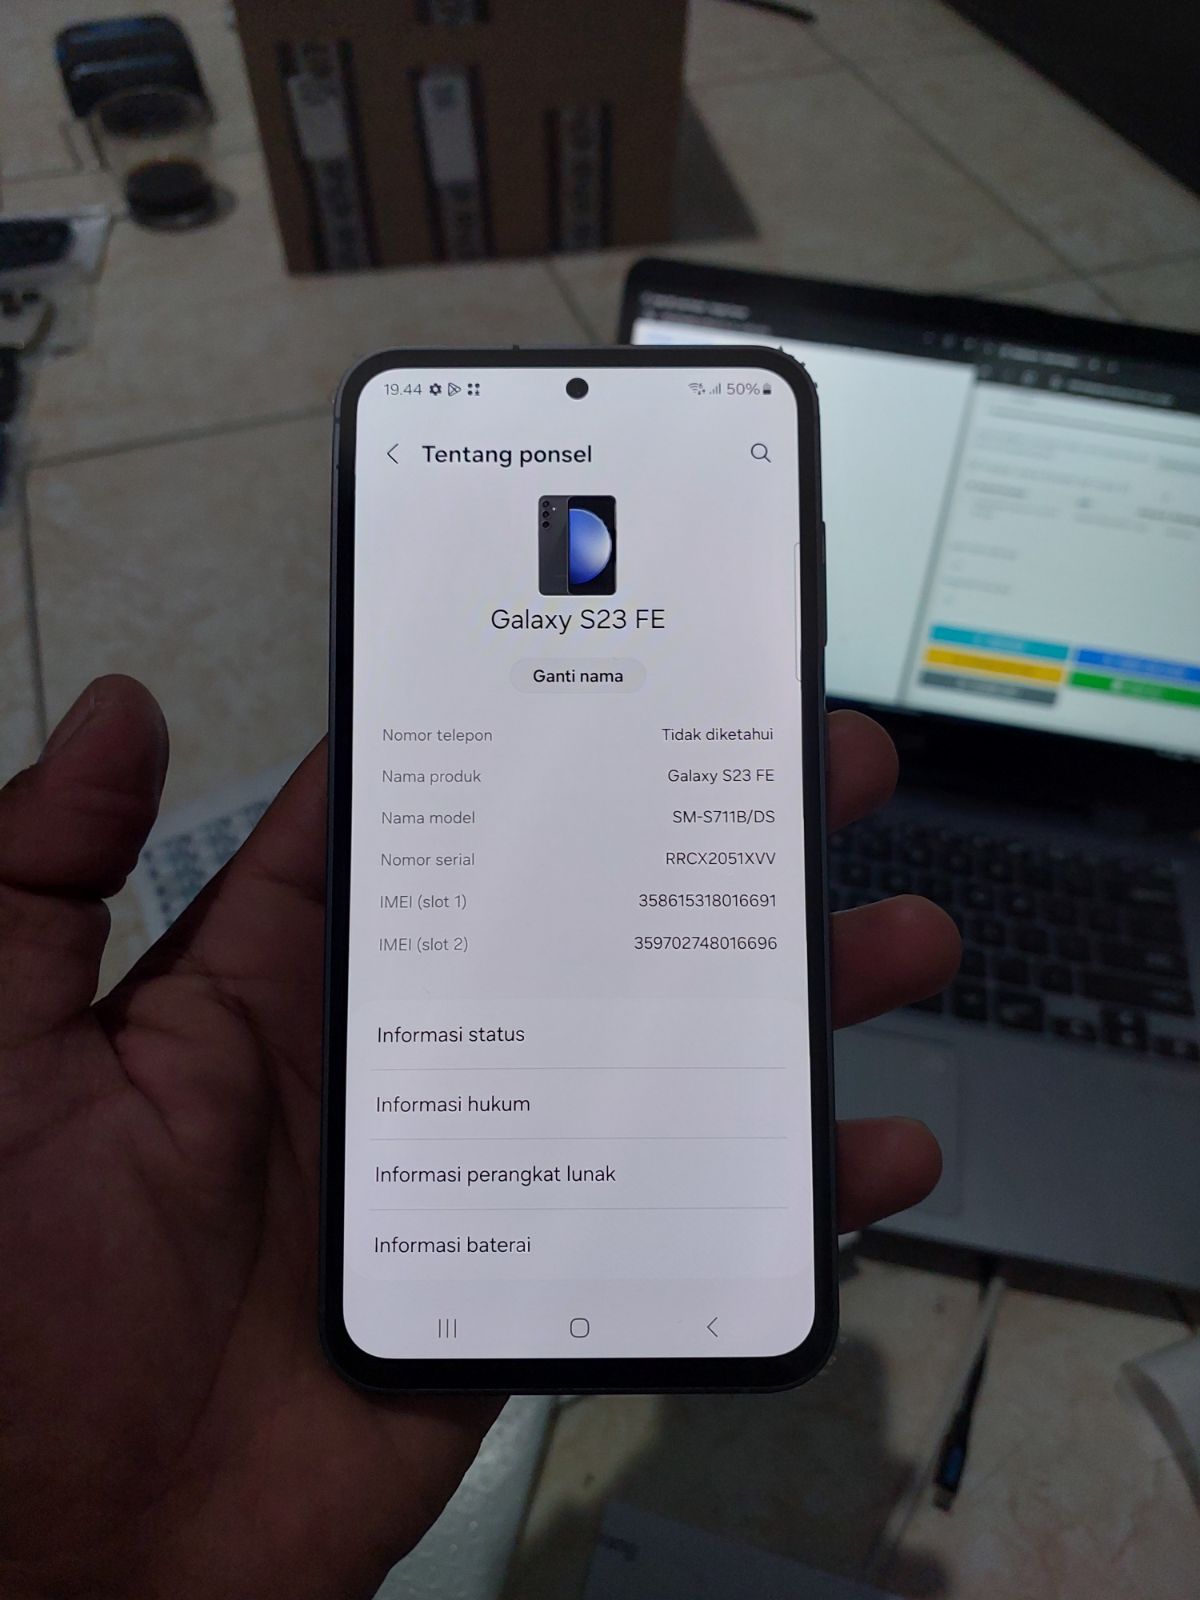 19.44 50%
Tentang ponsel
Galaxy S23 FE
Ganti nama
Nomor telepon Tidak diketahui
Nama produk Galaxy S23 FE
Nama model SM-S711B/DS
Nomor serial RRCX2051XVV
IMEI (slot 1) 358615318016691
IMEI (slot 2) 359702748016696
Informasi status
Informasi hukum
Informasi perangkat lunak
Informasi baterai